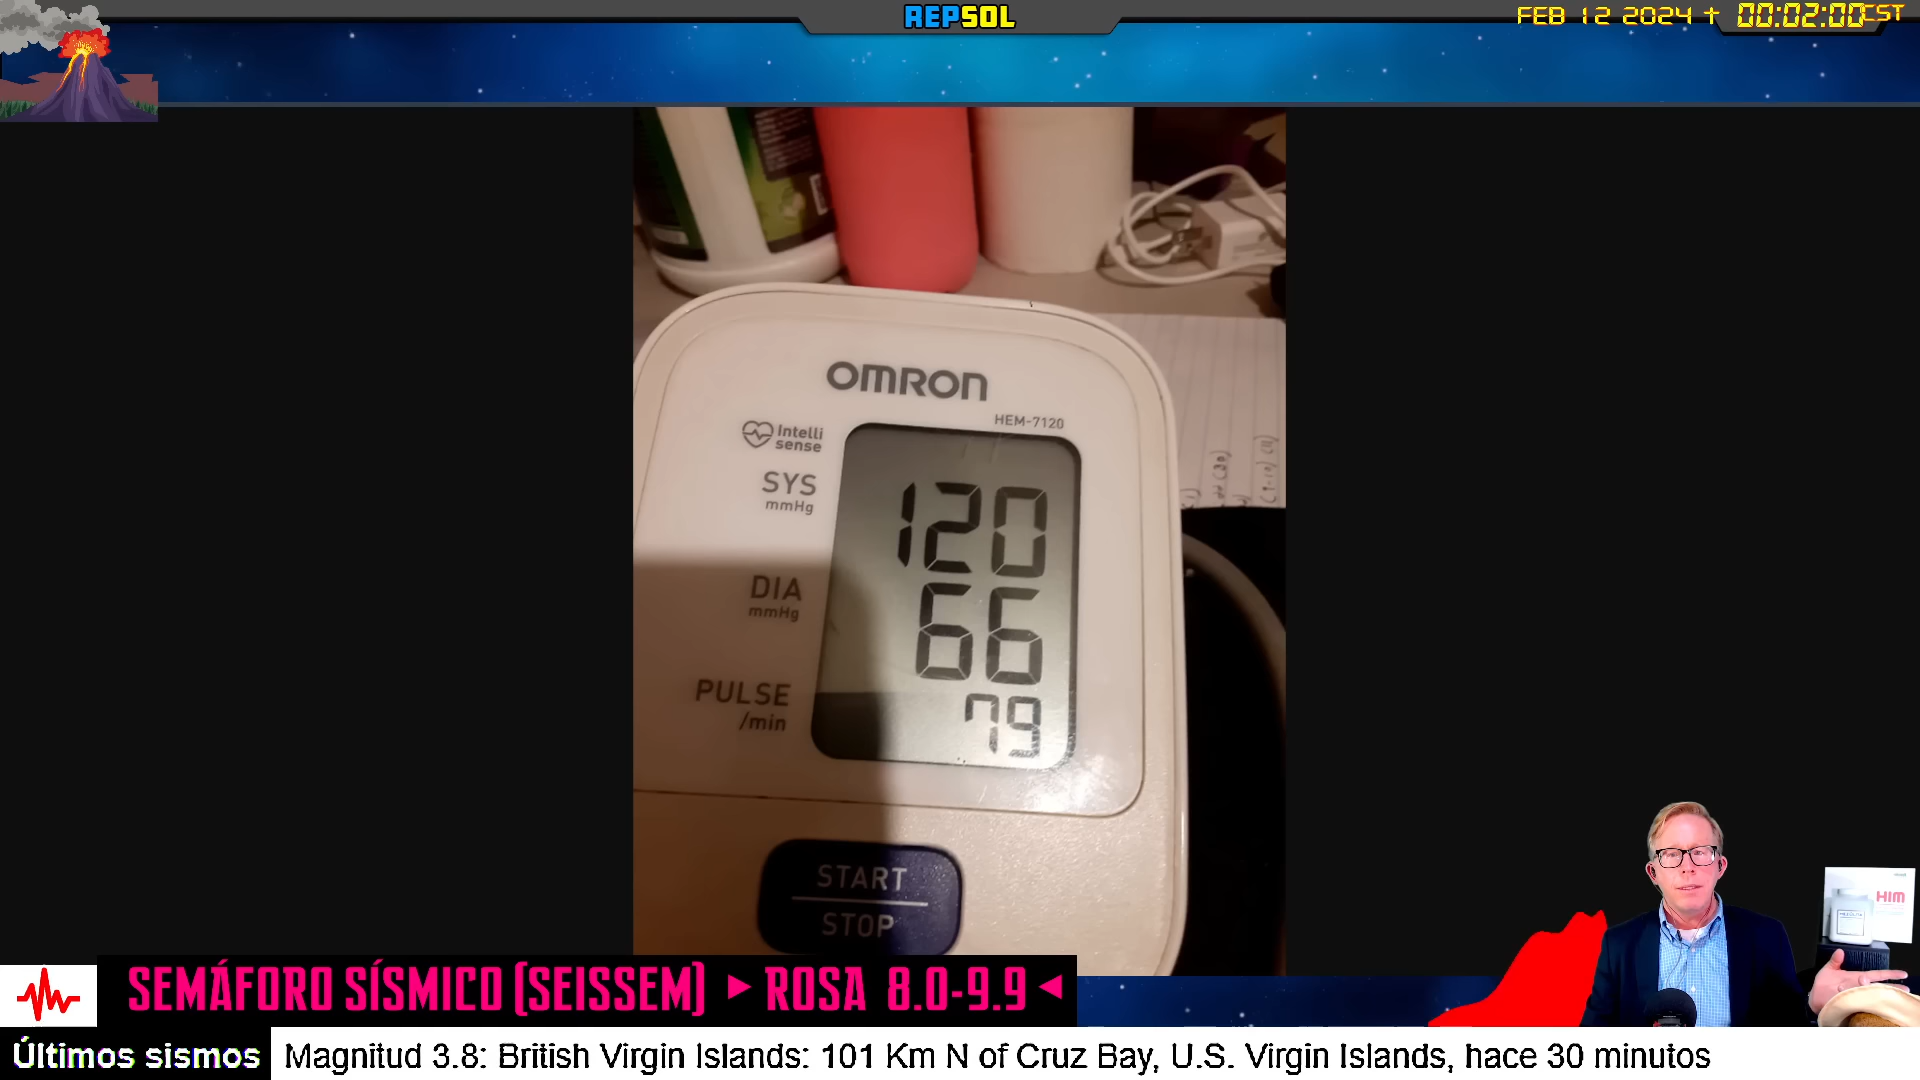 REPSOL
FEB 12 2024 † 00:02:00 CST
OMRON
HEM-7120
Intelli
sense
SYS
mmHg
120
DIA
mmHg
66
PULSE
/min
79
START
STOP
HIM
SEMÁFORO SÍSMICO (SEISSEM) ► ROSA 8.0-9.9 ◄
Últimos sismos
Magnitud 3.8: British Virgin Islands: 101 Km N of Cruz Bay, U.S. Virgin Islands, hace 30 minutos